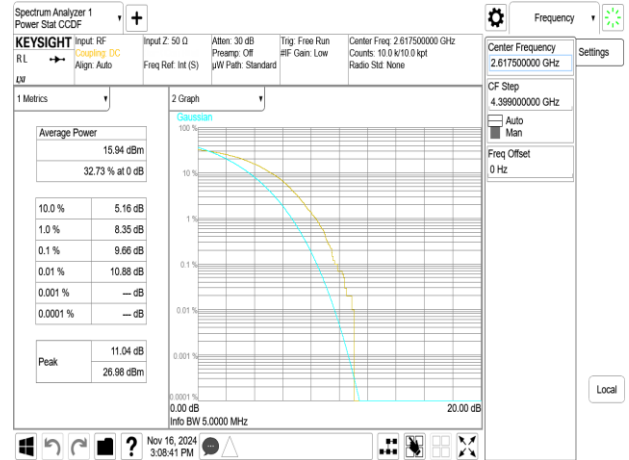 Spectrum Analyzer 1
Power Stat CCDF
Frequency
KEYSIGHT
RL
Input: RF
Coupling: DC
Align: Auto
Input Z: 50 Ω
Freq Ref: Int (S)
Atten: 30 dB
Preamp: Off
µW Path: Standard
Trig: Free Run
#IF Gain: Low
Center Freq: 2.617500000 GHz
Counts: 10.0 k/10.0 kpt
Radio Std: None
Center Frequency
2.617500000 GHz
Settings
CF Step
4.399000000 GHz
Auto
Man
Freq Offset
0 Hz
1 Metrics
Average Power
15.94 dBm
32.73 % at 0 dB
10.0 % 5.16 dB
1.0 % 8.35 dB
0.1 % 9.66 dB
0.01 % 10.88 dB
0.001 % --- dB
0.0001 % --- dB
Peak
11.04 dB
26.98 dBm
2 Graph
Gaussian
100 %
10 %
1 %
0.1 %
0.01 %
0.001 %
0.0001 %
0.00 dB 20.00 dB
Info BW 5.0000 MHz
Local
?
Nov 16, 2024
3:08:41 PM